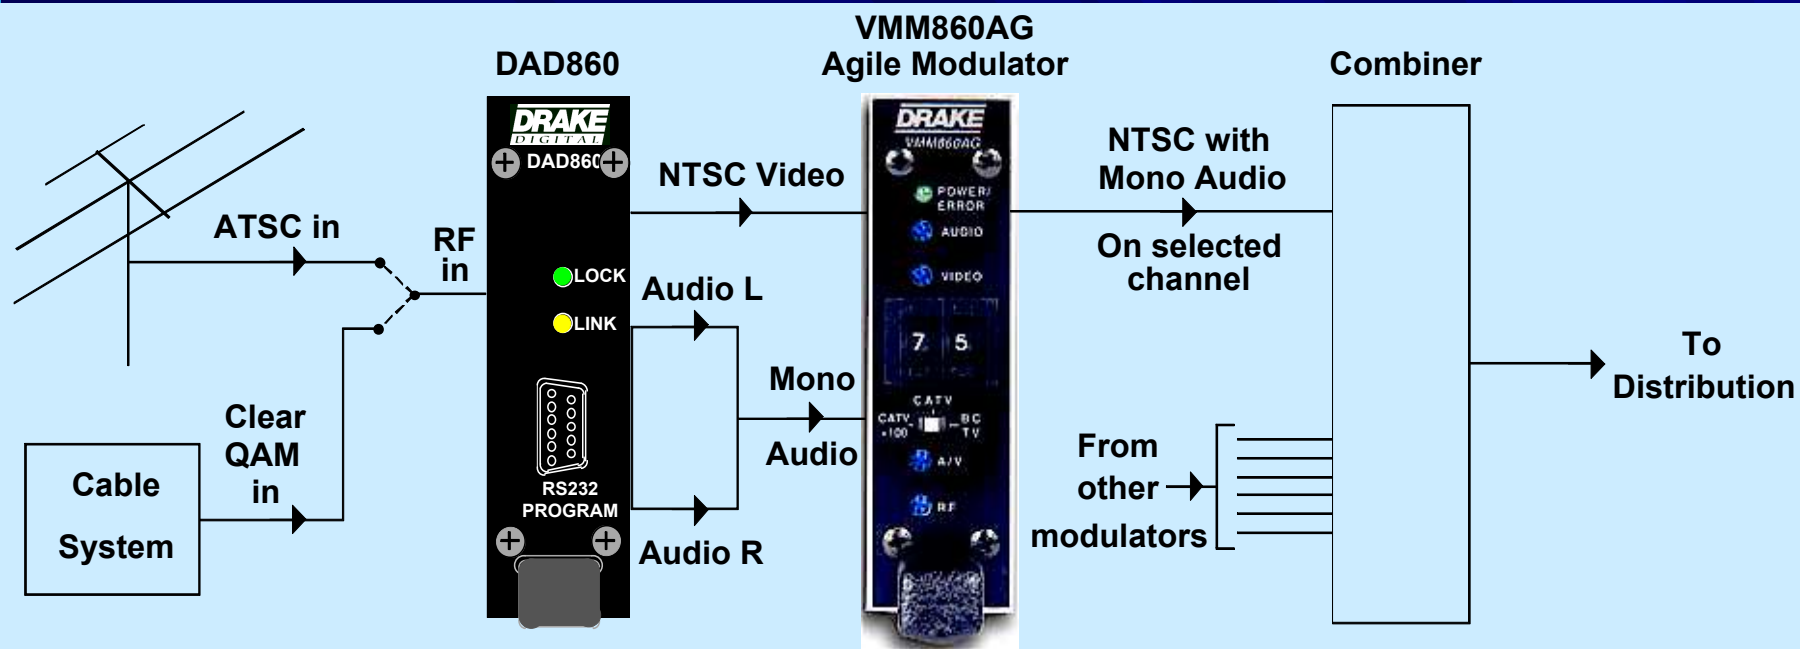 VMM860AG
DAD860
Agile Modulator
Combiner
DRAKE
DIGITAL
DAD860
DRAKE
VMM860AG
NTSC with
Mono Audio
NTSC Video
POWER/
ERROR
ATSC in
RF
in
AUDIO
On selected
channel
LOCK
VIDEO
Audio L
LINK
7 5
To
Distribution
Mono
Audio
CATV
CATV
+100
BC
TV
Clear
QAM
in
From
other
modulators
A/V
Cable
System
RS232
PROGRAM
RF
Audio R